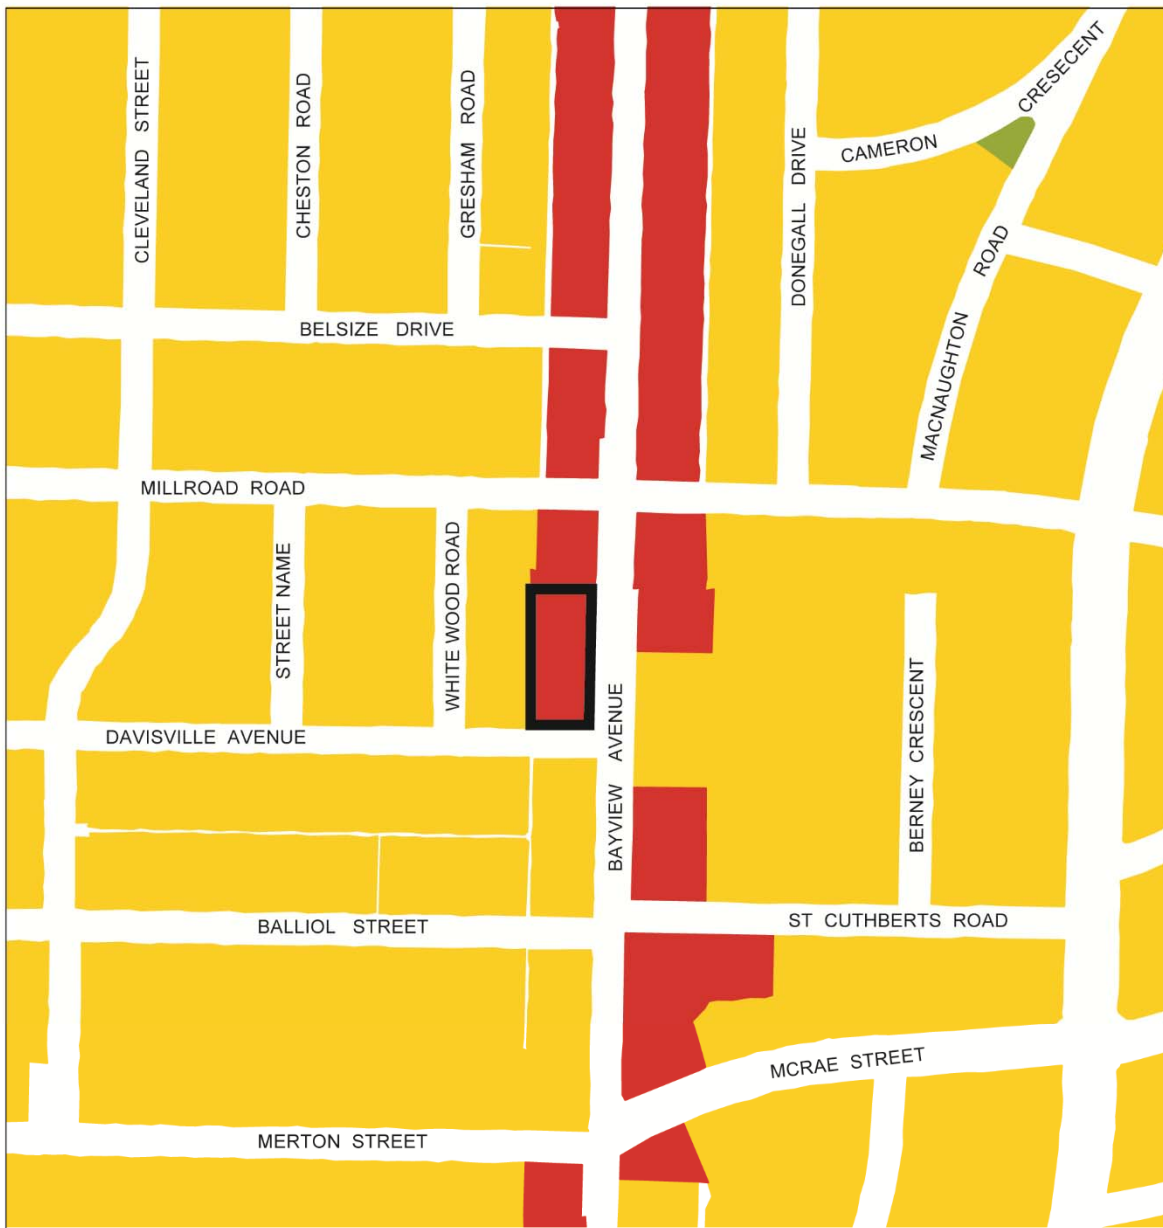 CLEVELAND STREET
CHESTON ROAD
GRESHAM ROAD
DONEGALL DRIVE
CAMERON
CRESECENT
MACNAUGHTON ROAD
BELSIZE DRIVE
MILLROAD ROAD
STREET NAME
WHITE WOOD ROAD
DAVISVILLE AVENUE
BAYVIEW AVENUE
BERNEY CRESCENT
BALLIOL STREET
ST CUTHBERTS ROAD
MCRAE STREET
MERTON STREET